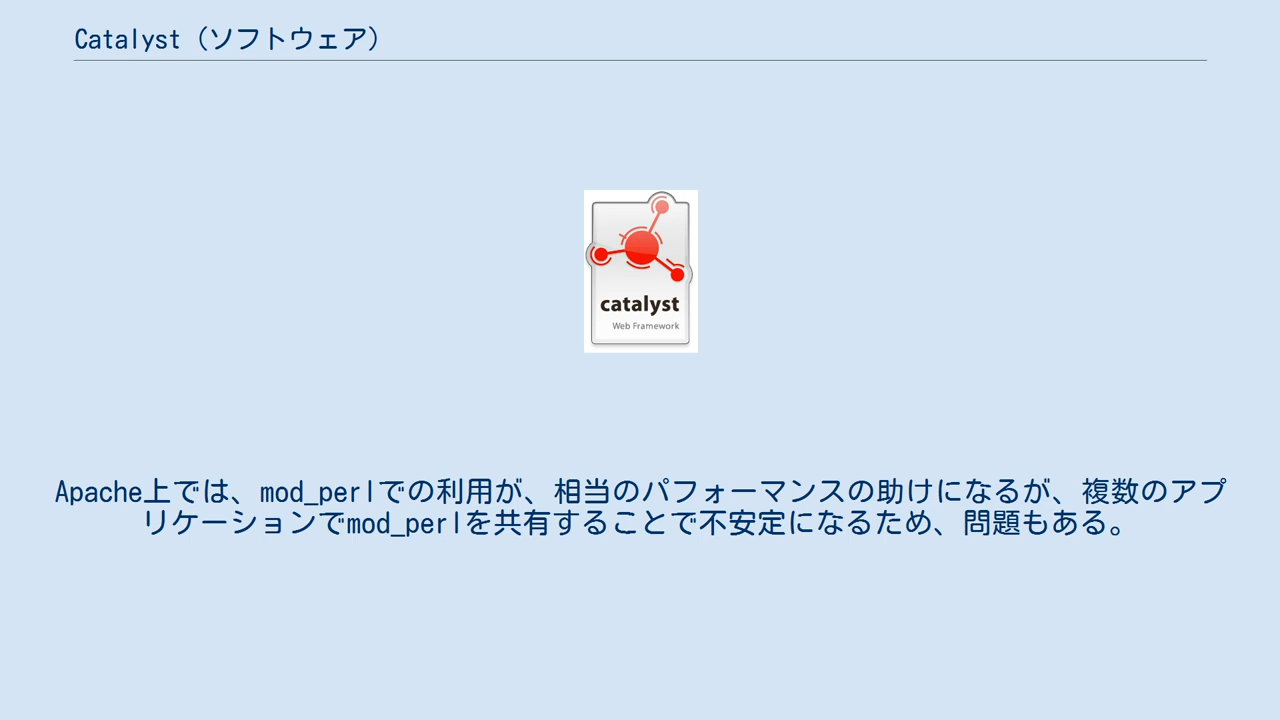 Catalyst（ソフトウェア）
catalyst
Web Framework
Apache上では、mod_perlでの利用が、相当のパフォーマンスの助けになるが、複数のアプ
リケーションでmod_perlを共有することで不安定になるため、問題もある。